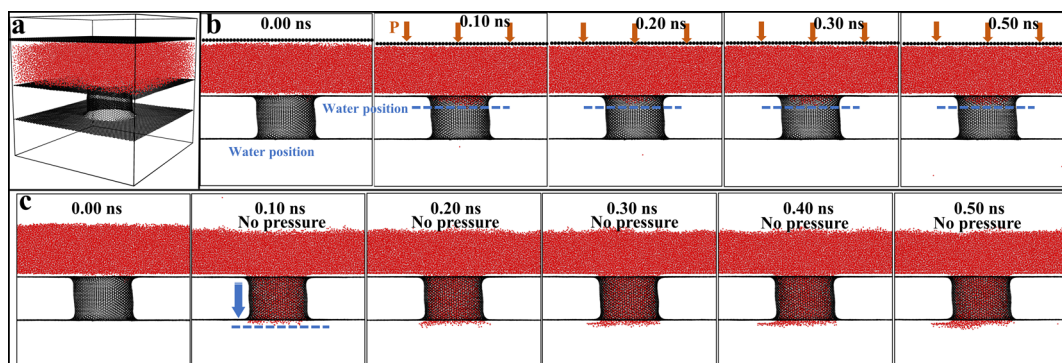 a
b
0.00 ns
P
0.10 ns
0.20 ns
0.30 ns
0.50 ns
Water position
Water position
c
0.00 ns
0.10 ns
No pressure
0.20 ns
No pressure
0.30 ns
No pressure
0.40 ns
No pressure
0.50 ns
No pressure